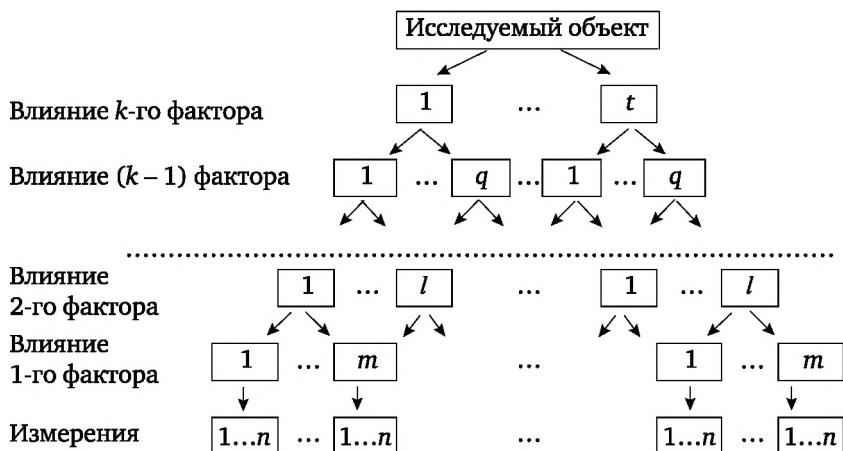 Исследуемый объект
Влияние k-го фактора 1 ... t
Влияние (k – 1) фактора 1 ... q ... 1 ... q
Влияние
2-го фактора 1 ... l ... 1 ... l
Влияние
1-го фактора 1 ... m ... 1 ... m
Измерения 1...n ... 1...n ... 1...n ... 1...n